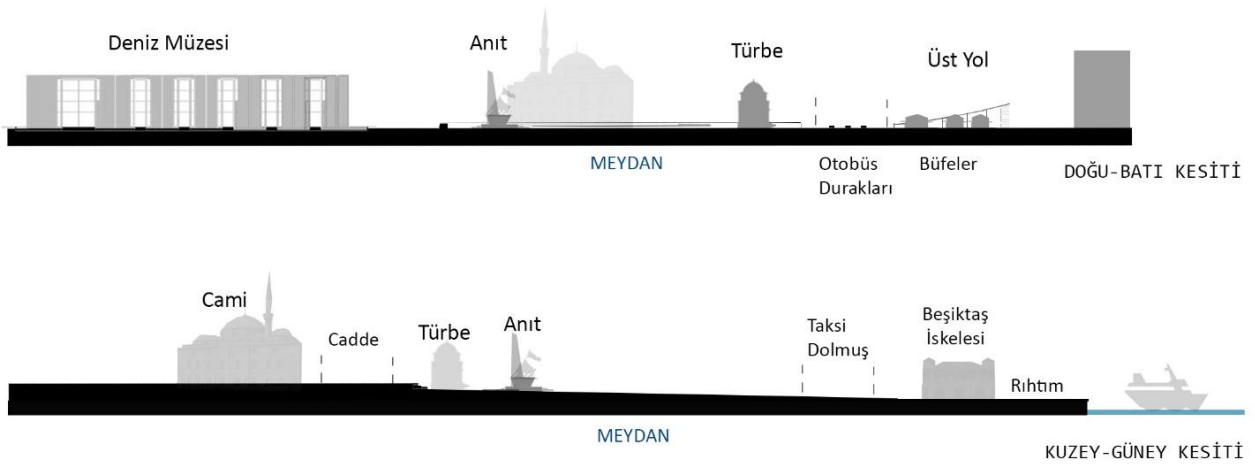 Deniz Müzesi
Anıt
Türbe
Üst Yol
MEYDAN
Otobüs
Durakları
Büfeler
DOĞU-BATI KESİTİ
Cami
Cadde
Türbe
Anıt
Taksi
Dolmuş
Beşiktaş
İskelesi
Rıhtım
MEYDAN
KUZEY-GÜNEY KESİTİ